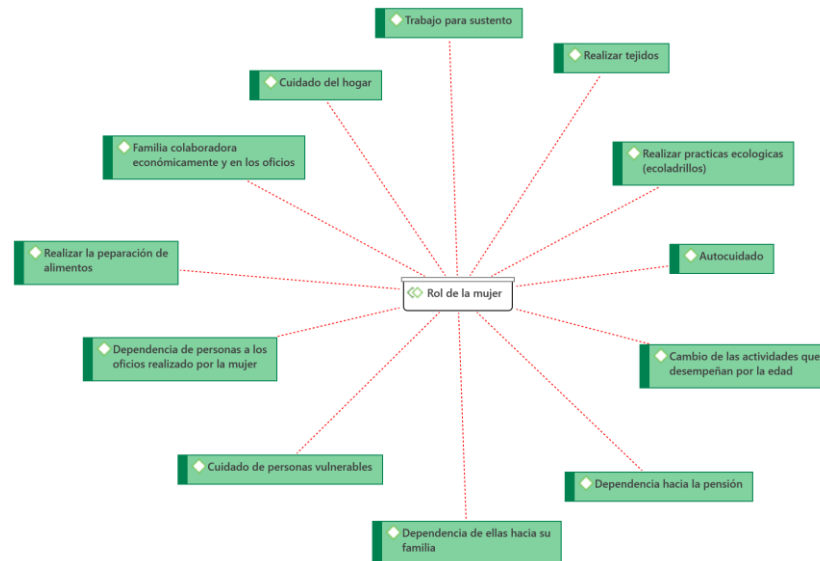 Trabajo para sustento
Realizar tejidos
Cuidado del hogar
Familia colaboradora
económicamente y en los oficios
Realizar practicas ecologicas
(ecoladrillos)
Realizar la peparación de
alimentos
Autocuidado
Rol de la mujer
Dependencia de personas a los
oficios realizado por la mujer
Cambio de las actividades que
desempeñan por la edad
Cuidado de personas vulnerables
Dependencia hacia la pensión
Dependencia de ellas hacia su
familia